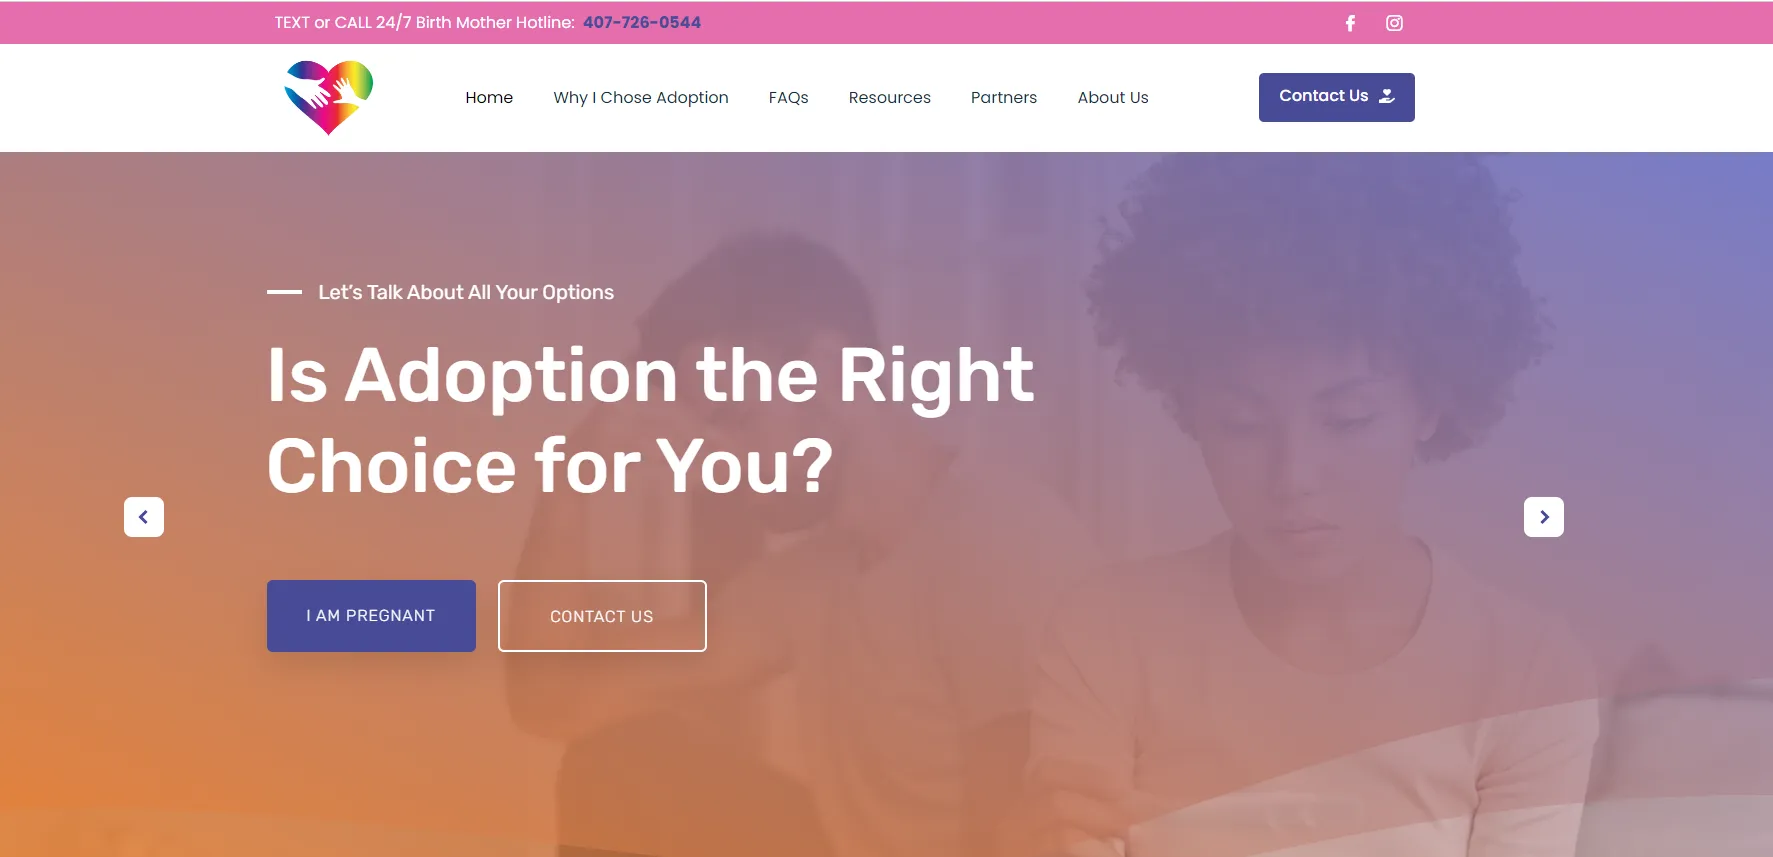 TEXT or CALL 24/7 Birth Mother Hotline: 407-726-0544
Home Why I Chose Adoption FAQs Resources Partners About Us Contact Us
Let's Talk About All Your Options
Is Adoption the Right
Choice for You?
I AM PREGNANT CONTACT US